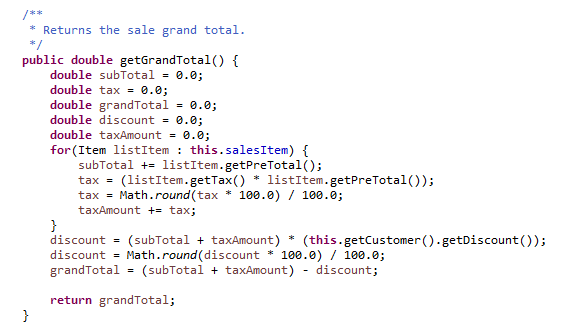 /**
 * Returns the sale grand total.
 */
public double getGrandTotal() {
    double subTotal = 0.0;
    double tax = 0.0;
    double grandTotal = 0.0;
    double discount = 0.0;
    double taxAmount = 0.0;
    for(Item listItem : this.salesItem) {
        subTotal += listItem.getPreTotal();
        tax = (listItem.getTax() * listItem.getPreTotal());
        tax = Math.round(tax * 100.0) / 100.0;
        taxAmount += tax;
    }
    discount = (subTotal + taxAmount) * (this.getCustomer().getDiscount());
    discount = Math.round(discount * 100.0) / 100.0;
    grandTotal = (subTotal + taxAmount) - discount;

    return grandTotal;
}